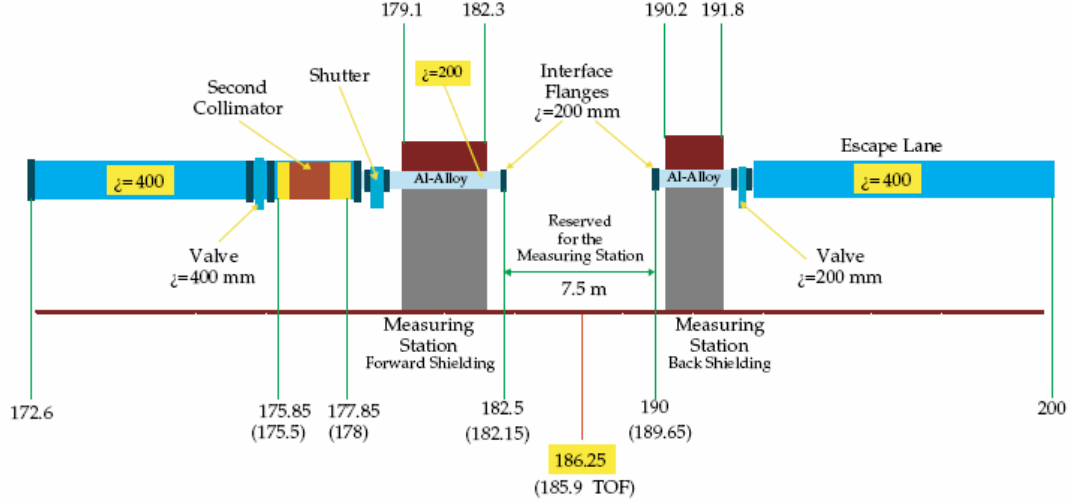 179.1
182.3
190.2
191.8
Second
Collimator
Shutter
¿=200
Interface
Flanges
¿=200 mm
Escape Lane
¿=400
Al-Alloy
Al-Alloy
¿=400
Valve
¿=400 mm
Reserved
for the
Measuring Station
7.5 m
Valve
¿=200 mm
Measuring
Station
Forward Shielding
Measuring
Station
Back Shielding
172.6
175.85
(175.5)
177.85
(178)
182.5
(182.15)
190
(189.65)
200
186.25
(185.9 TOF)